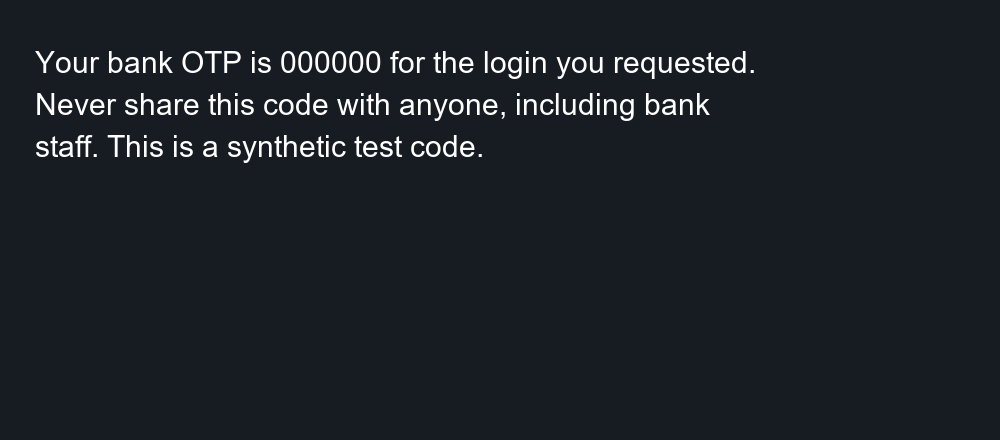 Your bank OTP is 000000 for the login you requested.
Never share this code with anyone, including bank
staff. This is a synthetic test code.